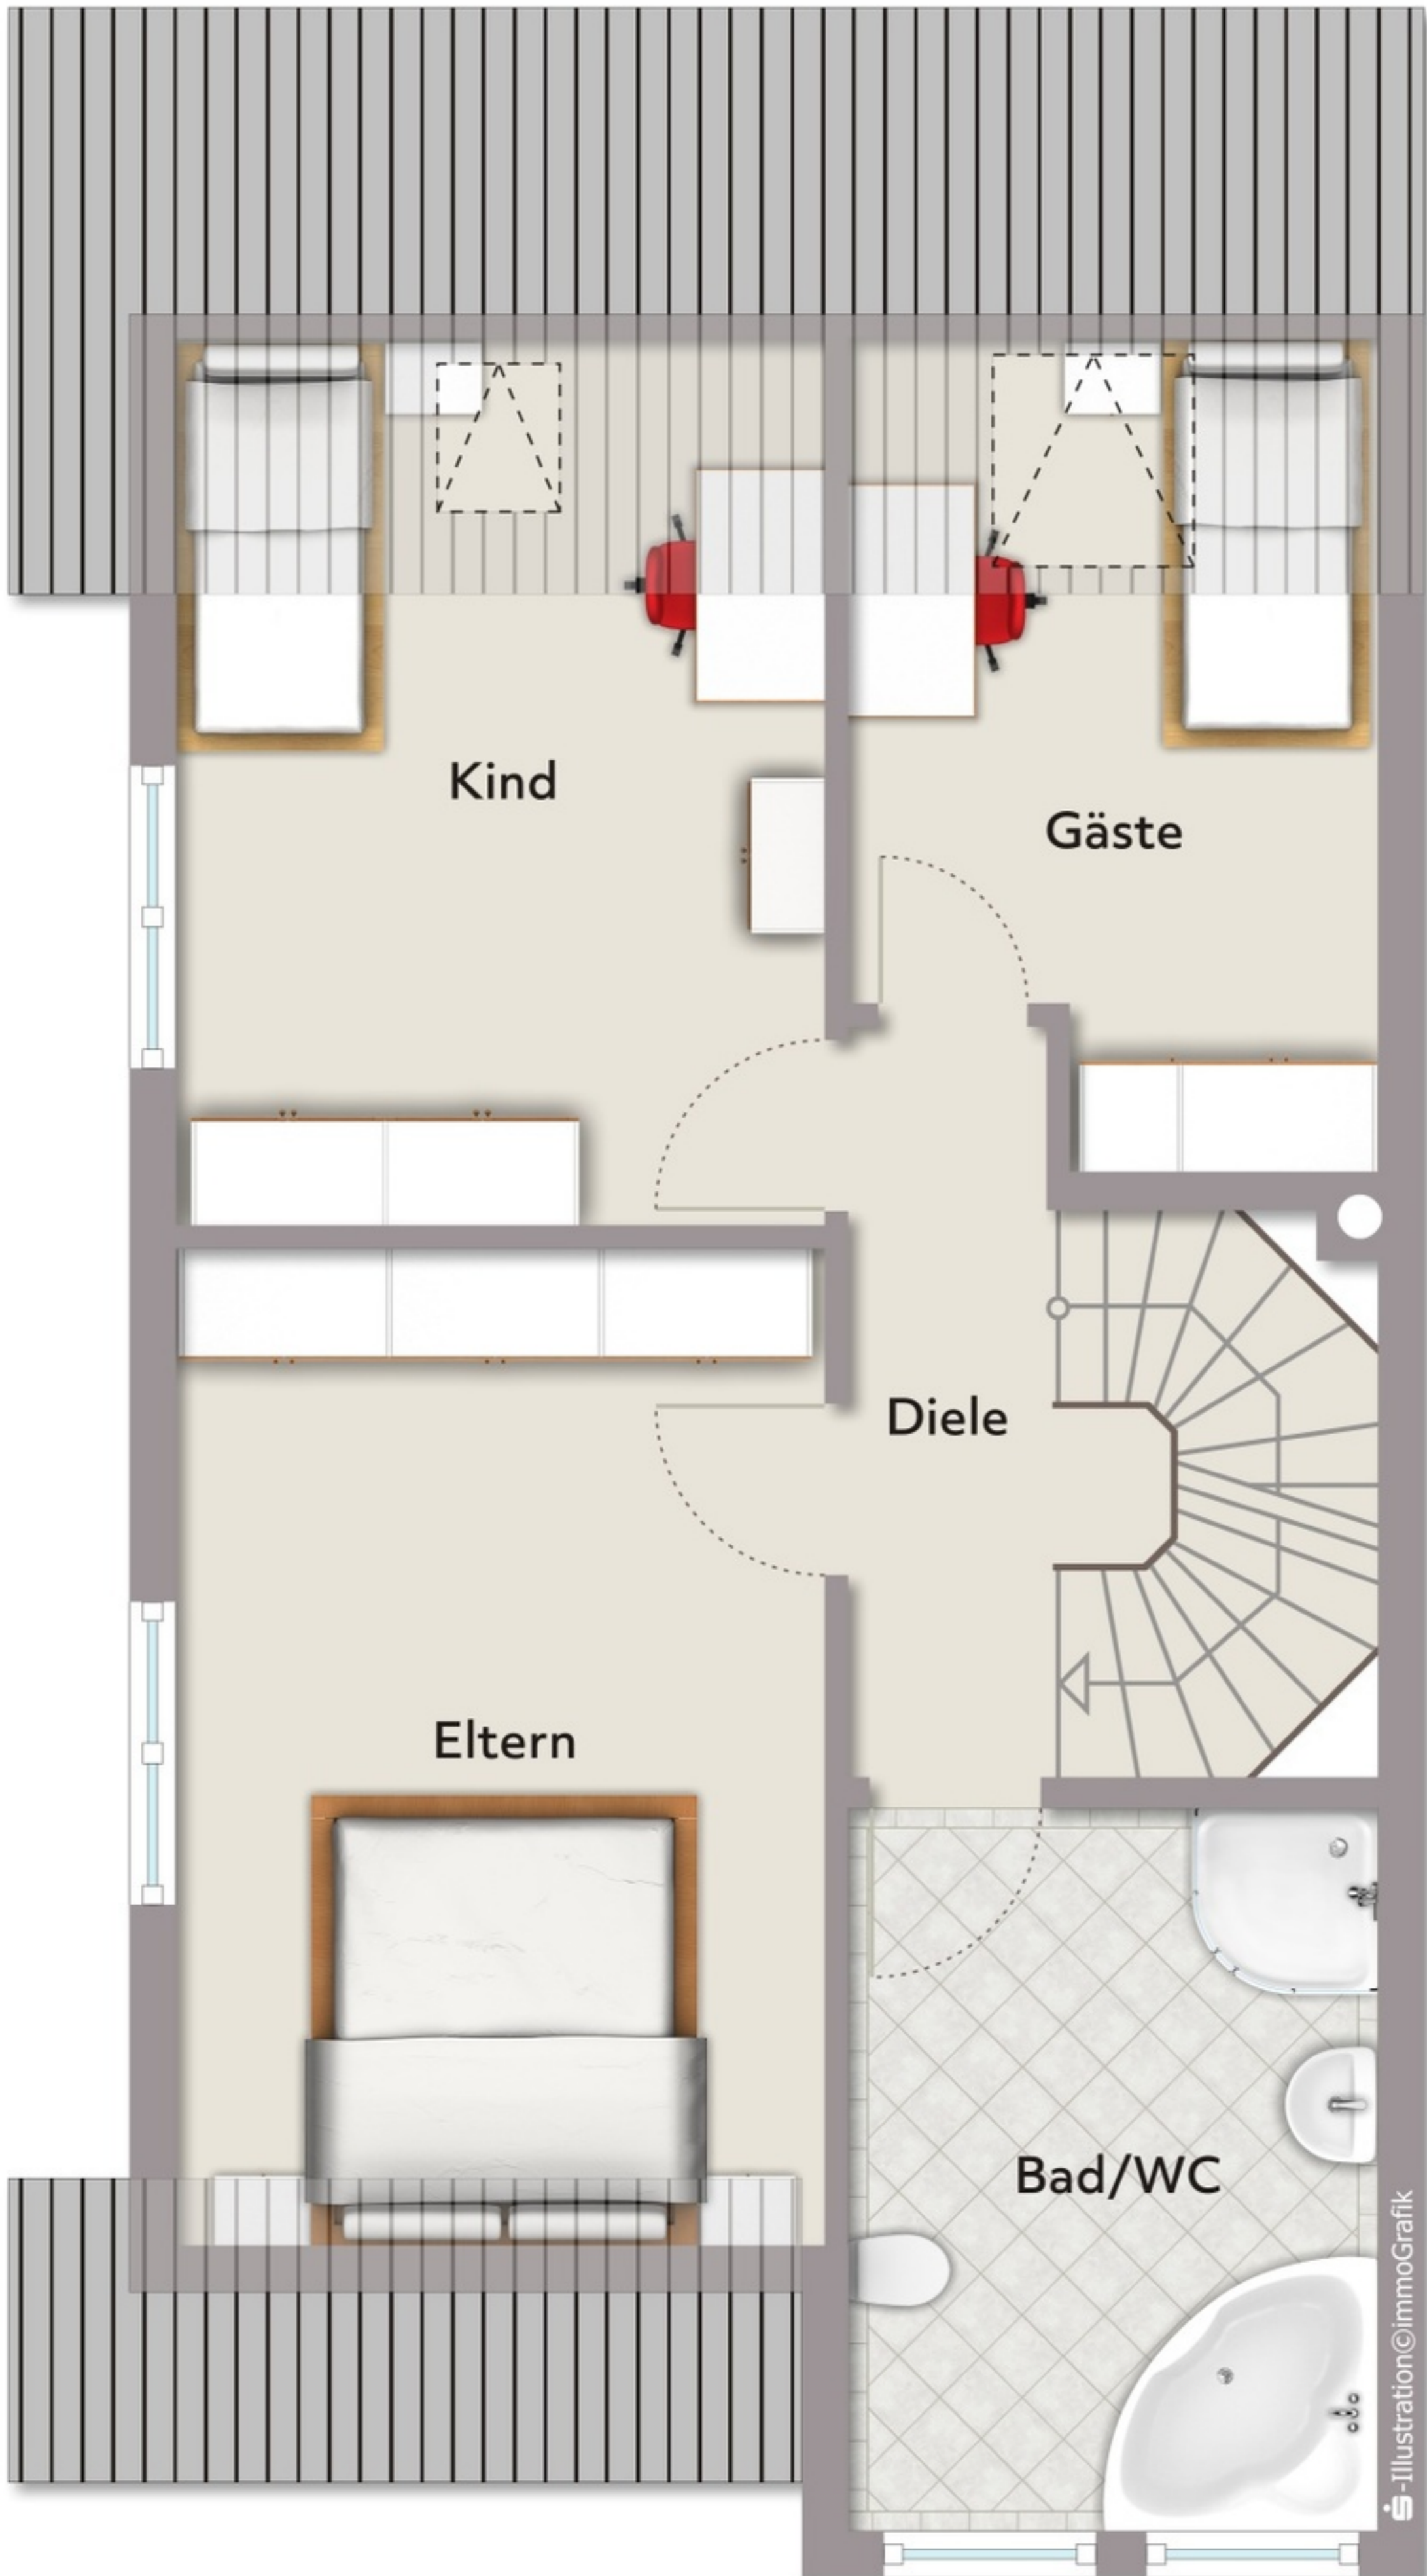 Kind
Gäste
Diele
Eltern
Bad/WC
-Illustration©immoGrafik